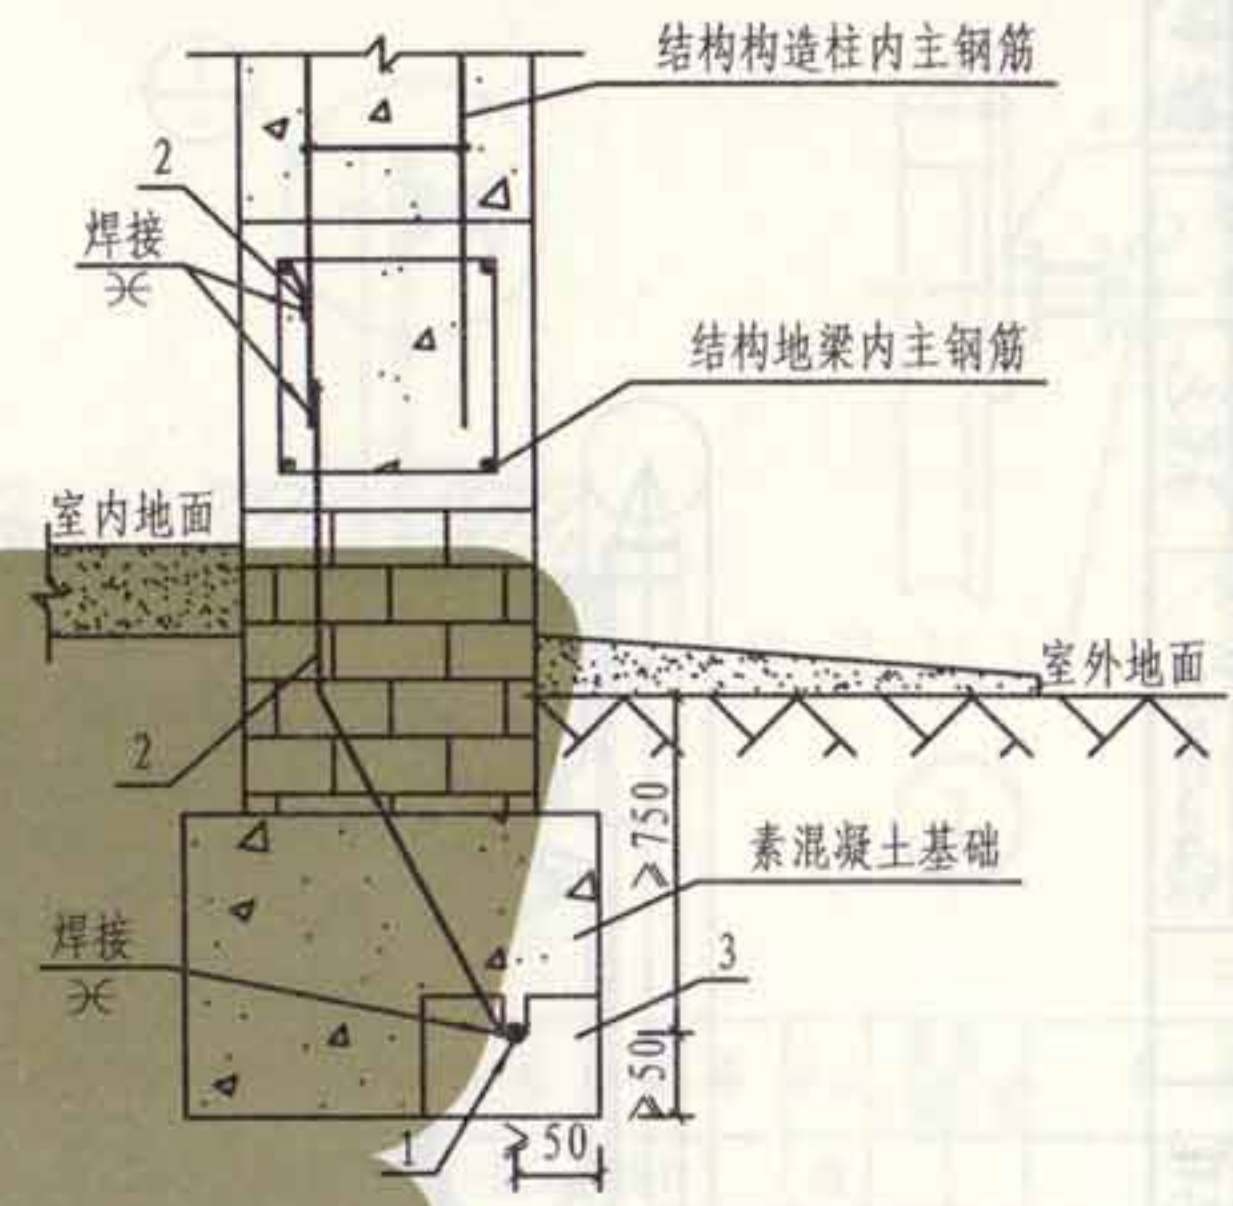 结构构造柱内主钢筋
2
焊接
结构地梁内主钢筋
室内地面
室外地面
2
≥750
素混凝土基础
焊接
3
≥50
1
≥50